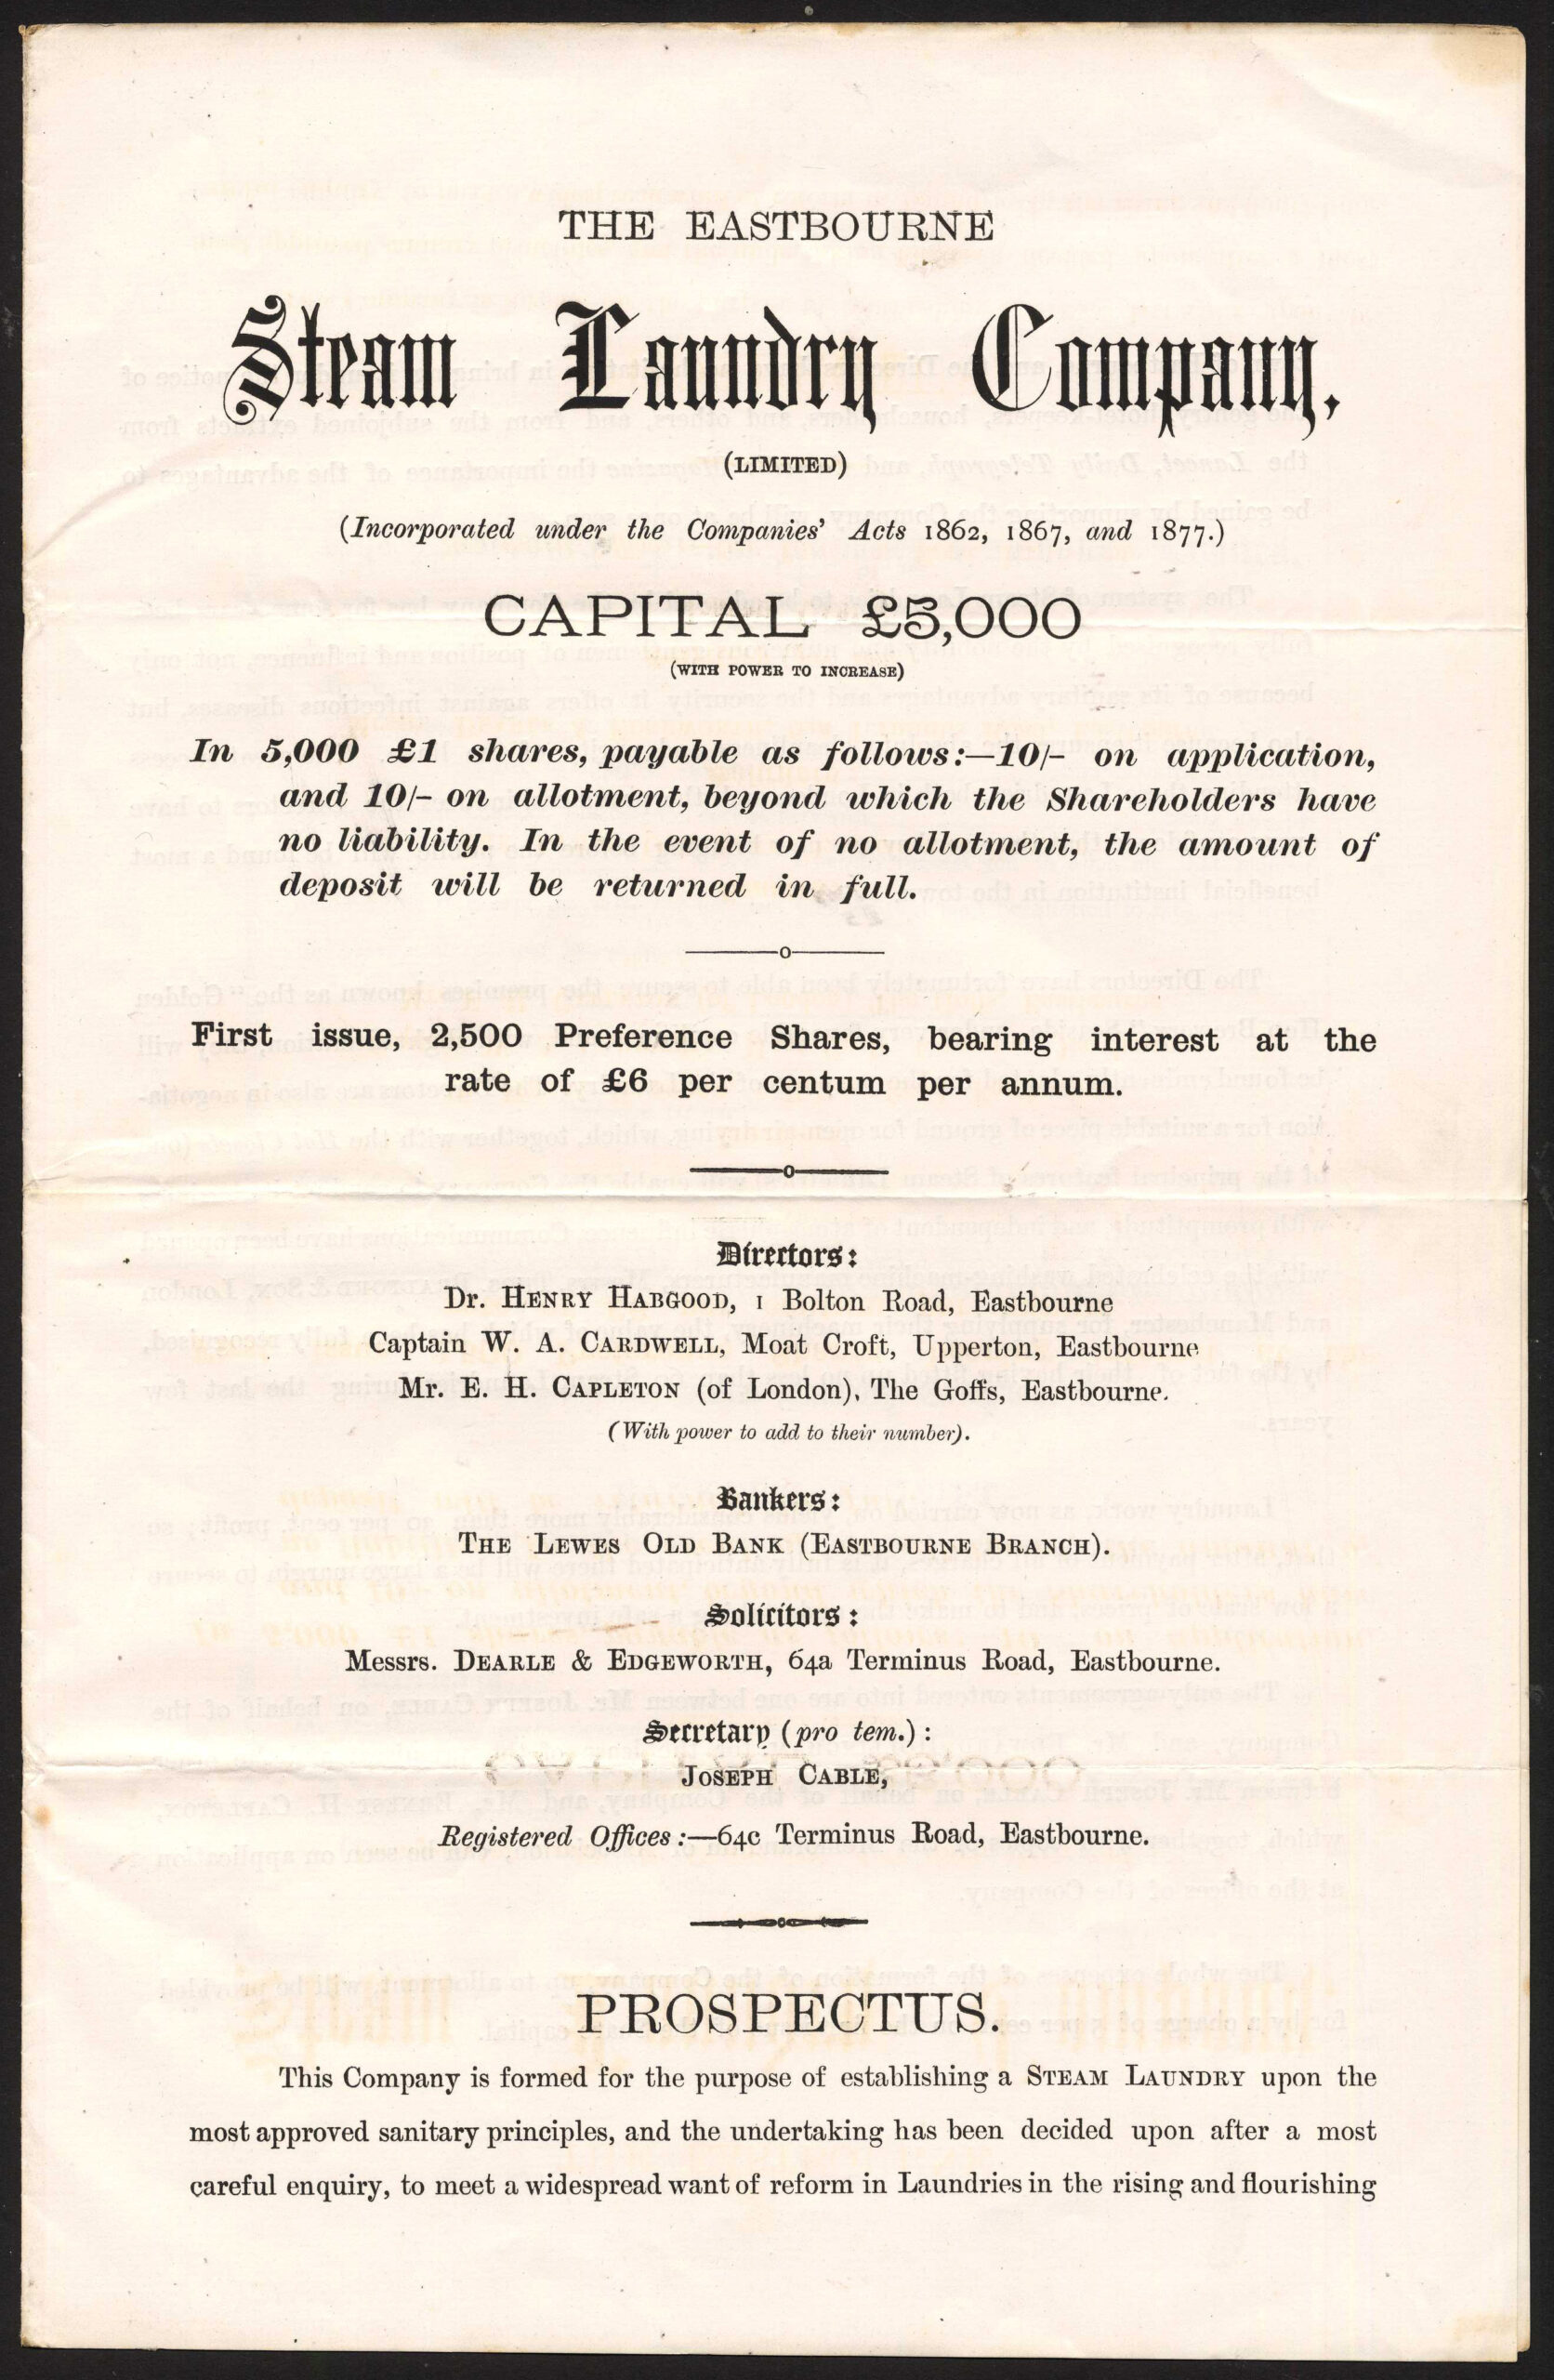 THE EASTBOURNE
Steam Laundry Company,
(LIMITED)
(Incorporated under the Companies' Acts 1862, 1867, and 1877.)
CAPITAL £5,000
(WITH POWER TO INCREASE)
In 5,000 £1 shares, payable as follows:—10/- on application,
and 10/- on allotment, beyond which the Shareholders have
no liability. In the event of no allotment, the amount of
deposit will be returned in full.
First issue, 2,500 Preference Shares, bearing interest at the
rate of £6 per centum per annum.
Directors:
Dr. HENRY HABGOOD, 1 Bolton Road, Eastbourne
Captain W. A. CARDWELL, Moat Croft, Upperton, Eastbourne
Mr. E. H. CAPLETON (of London), The Goffs, Eastbourne.
(With power to add to their number).
Bankers:
THE LEWES OLD BANK (EASTBOURNE BRANCH).
Solicitors:
Messrs. DEARLE & EDGEWORTH, 64a Terminus Road, Eastbourne.
Secretary (pro tem.):
JOSEPH CABLE,
Registered Offices:—64c Terminus Road, Eastbourne.
PROSPECTUS.
This Company is formed for the purpose of establishing a STEAM LAUNDRY upon the
most approved sanitary principles, and the undertaking has been decided upon after a most
careful enquiry, to meet a widespread want of reform in Laundries in the rising and flourishing